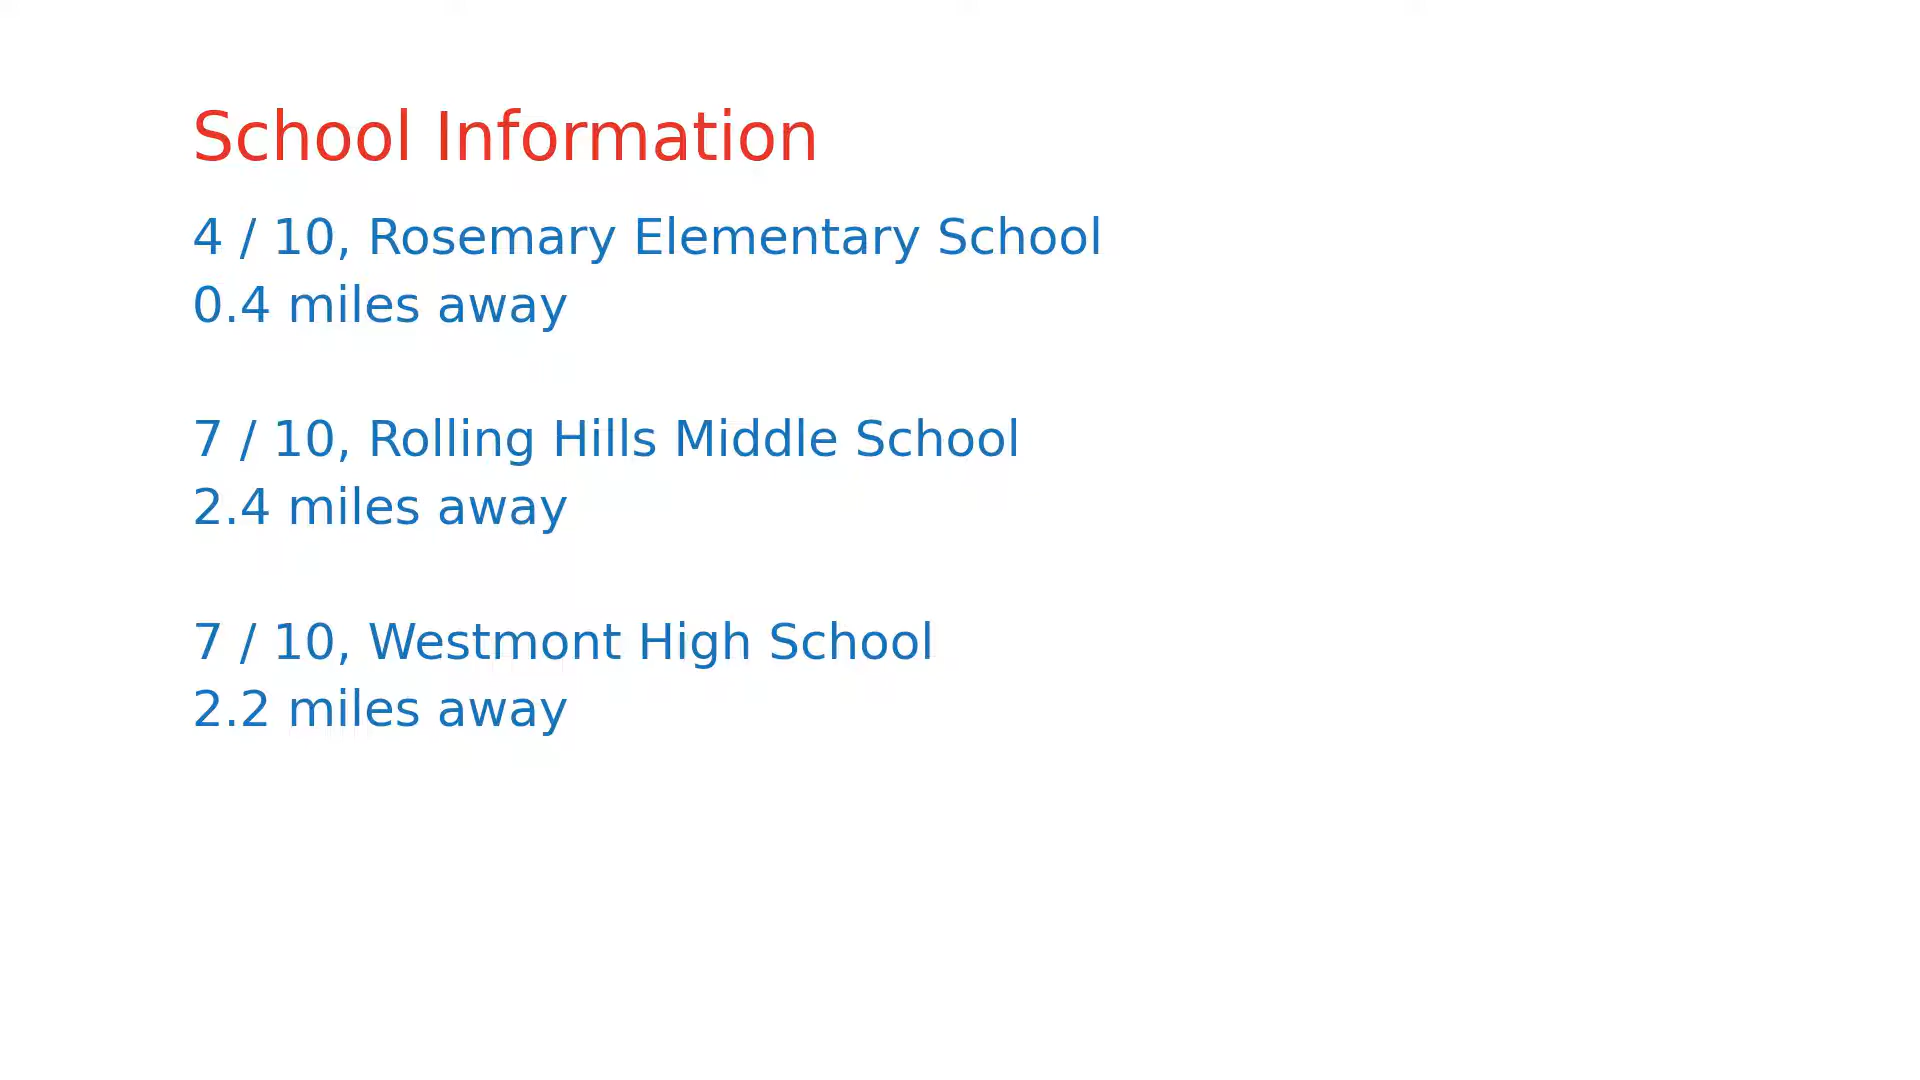 School Information
4 / 10, Rosemary Elementary School
0.4 miles away
7 / 10, Rolling Hills Middle School
2.4 miles away
7 / 10, Westmont High School
2.2 miles away